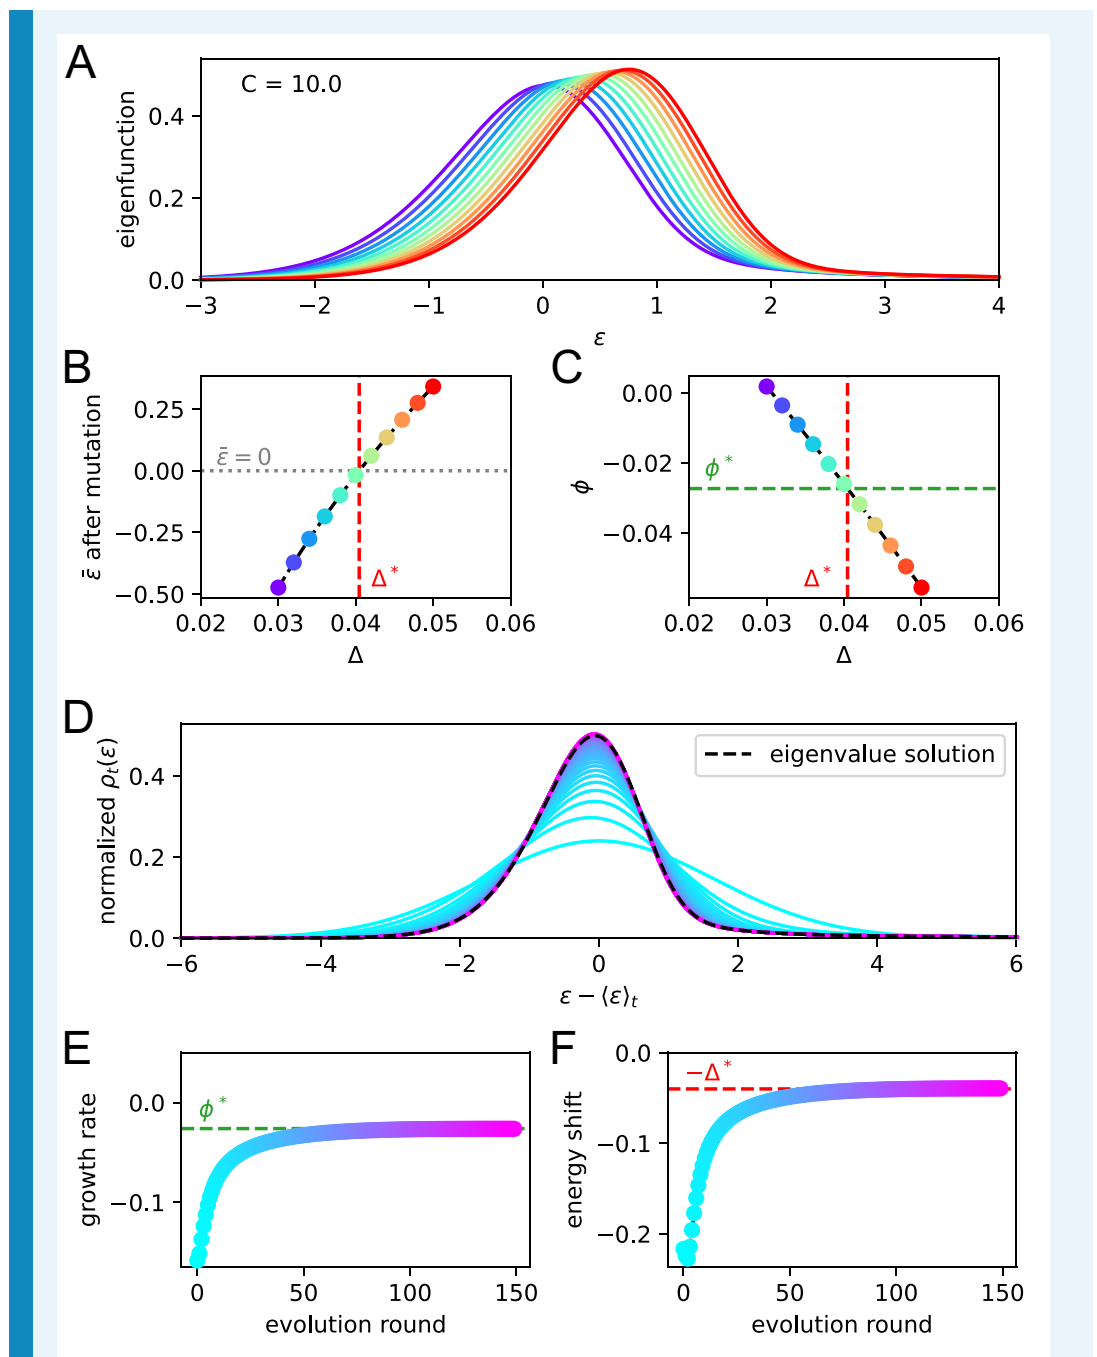 A
C = 10.0
eigenfunction
0.4
0.2
0.0
−3 −2 −1 0 1 2 3 4
ε
B
ε̄ after mutation
0.25
0.00
−0.25
−0.50
ε̄ = 0
Δ*
0.02 0.03 0.04 0.05 0.06
Δ
C
ϕ
0.00
−0.02
−0.04
ϕ*
Δ*
0.02 0.03 0.04 0.05 0.06
Δ
D
normalized ρₜ(ε)
0.4
0.2
0.0
eigenvalue solution
−6 −4 −2 0 2 4 6
ε − ⟨ε⟩ₜ
E
growth rate
0.0
−0.1
ϕ*
0 50 100 150
evolution round
F
energy shift
0.0
−0.1
−0.2
−Δ*
0 50 100 150
evolution round